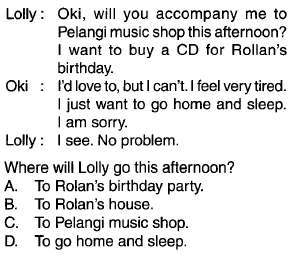 Lolly : Oki, will you accompany me to
Pelangi music shop this afternoon?
I want to buy a CD for Rollan's
birthday.
Oki : I'd love to, but I can't. I feel very tired.
I just want to go home and sleep.
I am sorry.
Lolly : I see. No problem.
Where will Lolly go this afternoon?
A. To Rolan's birthday party.
B. To Rolan's house.
C. To Pelangi music shop.
D. To go home and sleep.